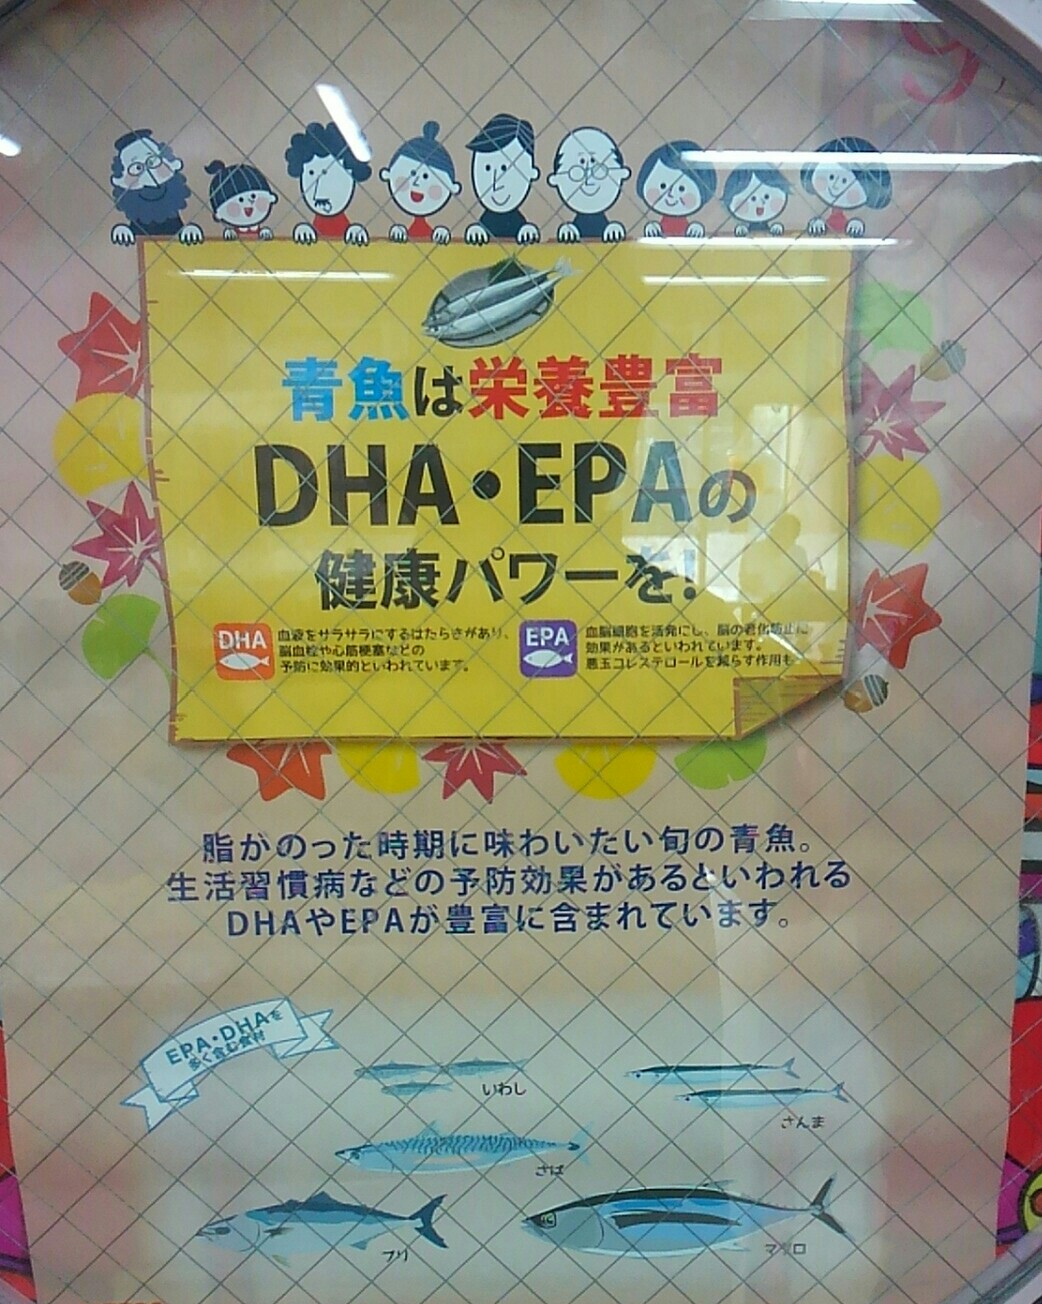 青魚は栄養豊富
DHA・EPAの
健康パワーを!
DHA
血液をサラサラにするはたらきがあり、
脳血栓や心筋梗塞などの
予防に効果的といわれています。
EPA
血脳細胞を活発にし、脳の老化防止に
効果があるといわれています。
悪玉コレステロールを減らす作用も。
脂がのった時期に味わいたい旬の青魚。
生活習慣病などの予防効果があるといわれる
DHAやEPAが豊富に含まれています。
EPA・DHAを
多く含む食材
いわし
さんま
さば
ブリ
マグロ